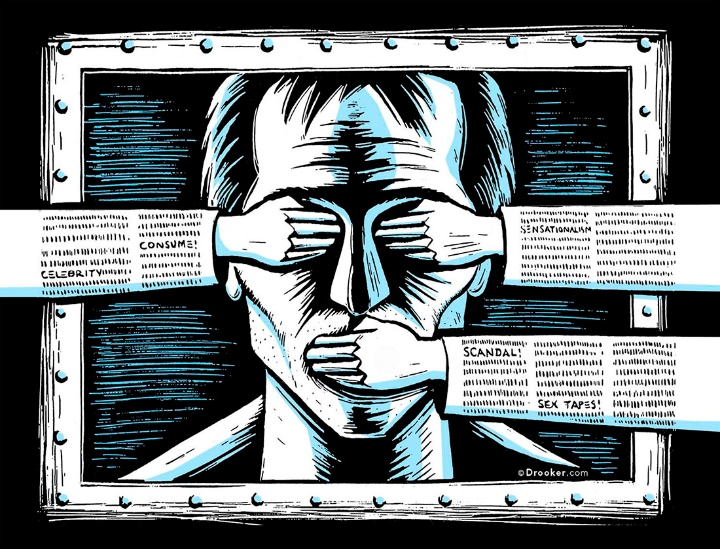 CONSUME!
CELEBRITY
SENSATIONALISM
SCANDAL!
SEX TAPES!
©Drooker.com